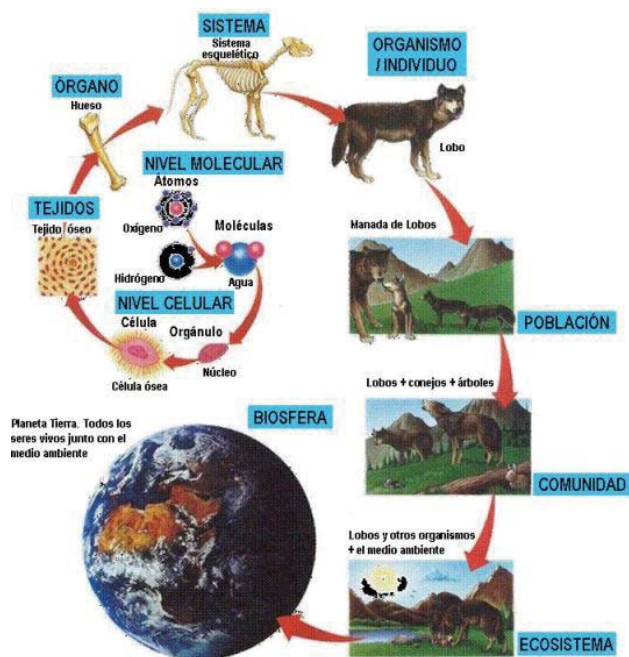 SISTEMA
Sistema
esquelético
ORGANISMO
/ INDIVIDUO
Lobo
ÓRGANO
Hueso
NIVEL MOLECULAR
Átomos
Oxígeno
Hidrógeno
Moléculas
Agua
TEJIDOS
Tejido óseo
NIVEL CELULAR
Célula
Orgánulo
Núcleo
Célula ósea
Manada de Lobos
POBLACIÓN
Lobos + conejos + árboles
COMUNIDAD
Lobos y otros organismos
+ el medio ambiente
ECOSISTEMA
BIOSFERA
Planeta Tierra. Todos los
seres vivos junto con el
medio ambiente